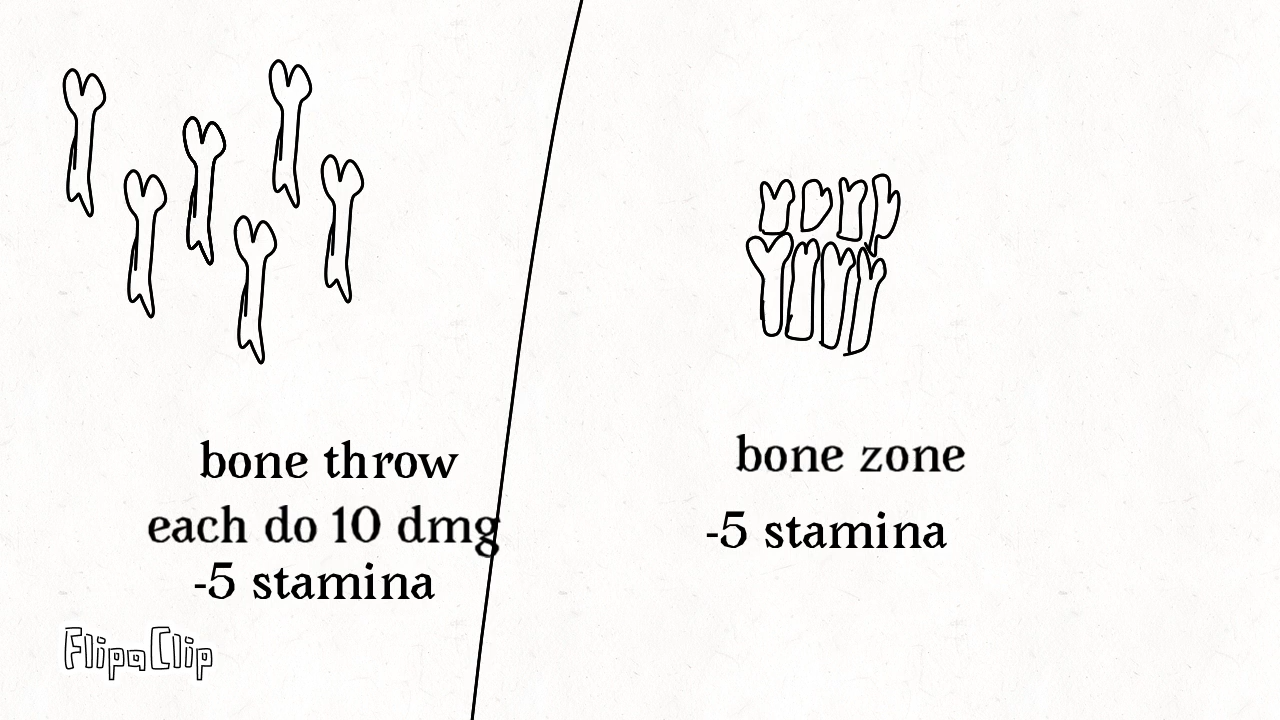 bone throw
each do 10 dmg
-5 stamina
bone zone
-5 stamina
FlipaClip